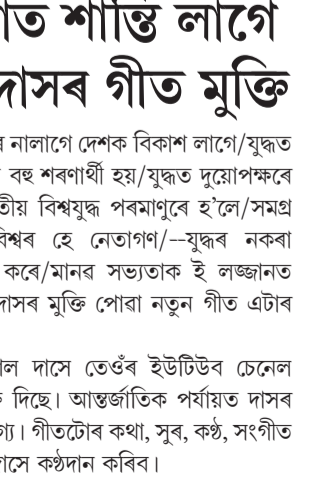 ত শান্তি লাগে
দাসৰ গীত মুক্তি
নালাগে দেশক বিকাশ লাগে/যুদ্ধত
বহু শৰণার্থী হয়/যুদ্ধত দুয়োপক্ষৰে
তীয় বিশ্বযুদ্ধ পৰমাণুৰে হ'লে/সমগ্ৰ
বিশ্বৰ হে নেতাগণ/--যুদ্ধৰ নকৰা
কৰে/মানৱ সভ্যতাক ই লজ্জানত
দাসৰ মুক্তি পোৱা নতুন গীত এটাৰ
াল দাসে তেওঁৰ ইউটিউব চেনেল
দিছে। আন্তৰ্জাতিক পৰ্যায়ত দাসৰ
গ্য। গীতটোৰ কথা, সুৰ, কণ্ঠ, সংগীত
াসে কণ্ঠদান কৰিব।